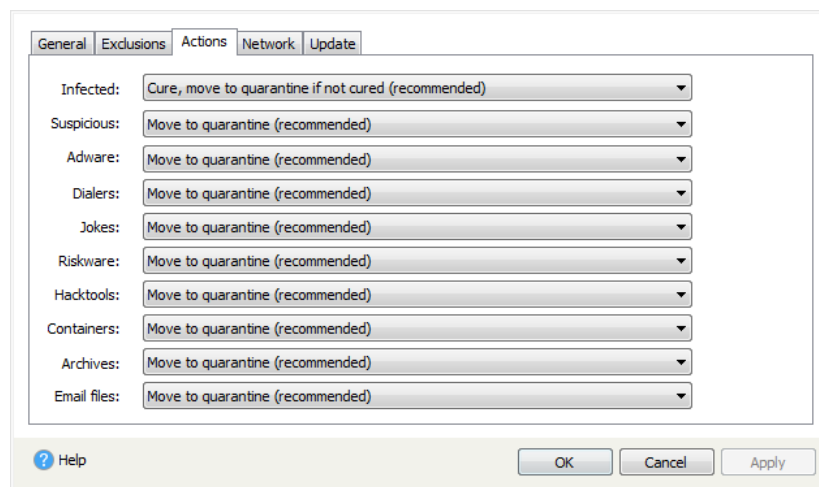 General Exclusions Actions Network Update
Infected: Cure, move to quarantine if not cured (recommended)
Suspicious: Move to quarantine (recommended)
Adware: Move to quarantine (recommended)
Dialers: Move to quarantine (recommended)
Jokes: Move to quarantine (recommended)
Riskware: Move to quarantine (recommended)
Hacktools: Move to quarantine (recommended)
Containers: Move to quarantine (recommended)
Archives: Move to quarantine (recommended)
Email files: Move to quarantine (recommended)
? Help OK Cancel Apply